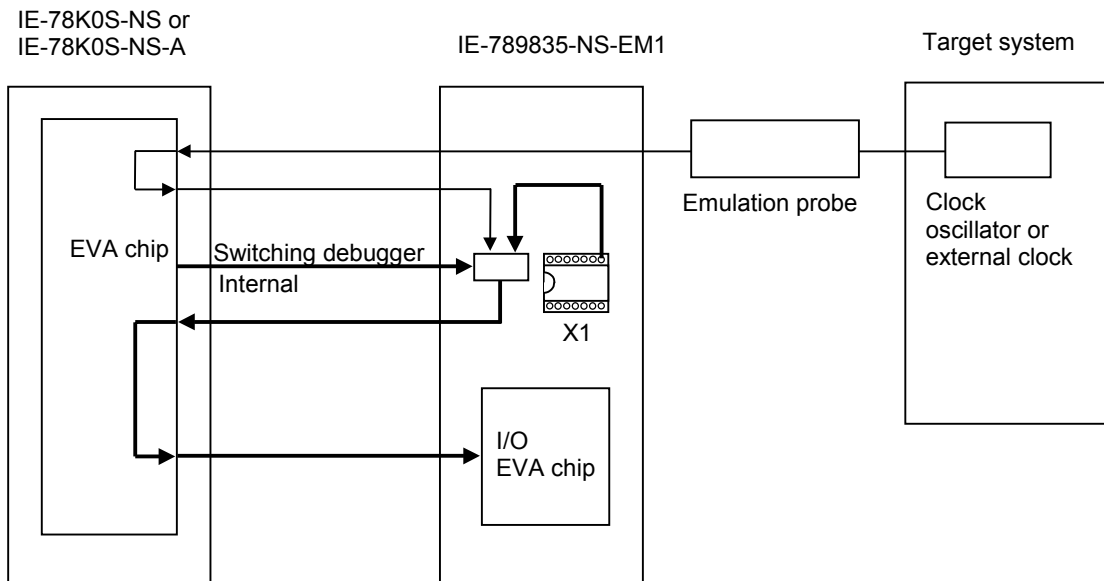 IE-78K0S-NS or
IE-78K0S-NS-A
IE-789835-NS-EM1
Target system
Emulation probe
Clock
oscillator or
external clock
EVA chip
Switching debugger
Internal
X1
I/O
EVA chip